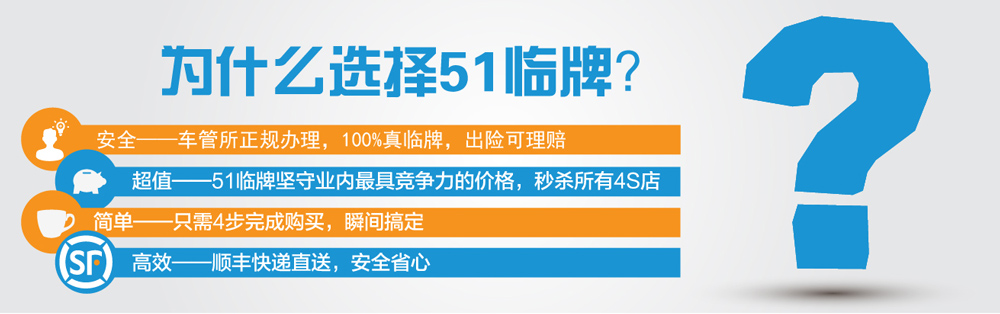 为什么选择51临牌?
安全——车管所正规办理，100%真临牌，出险可理赔
超值——51临牌坚守业内最具竞争力的价格，秒杀所有4S店
简单——只需4步完成购买，瞬间搞定
SF
高效——顺丰快递直送，安全省心
?